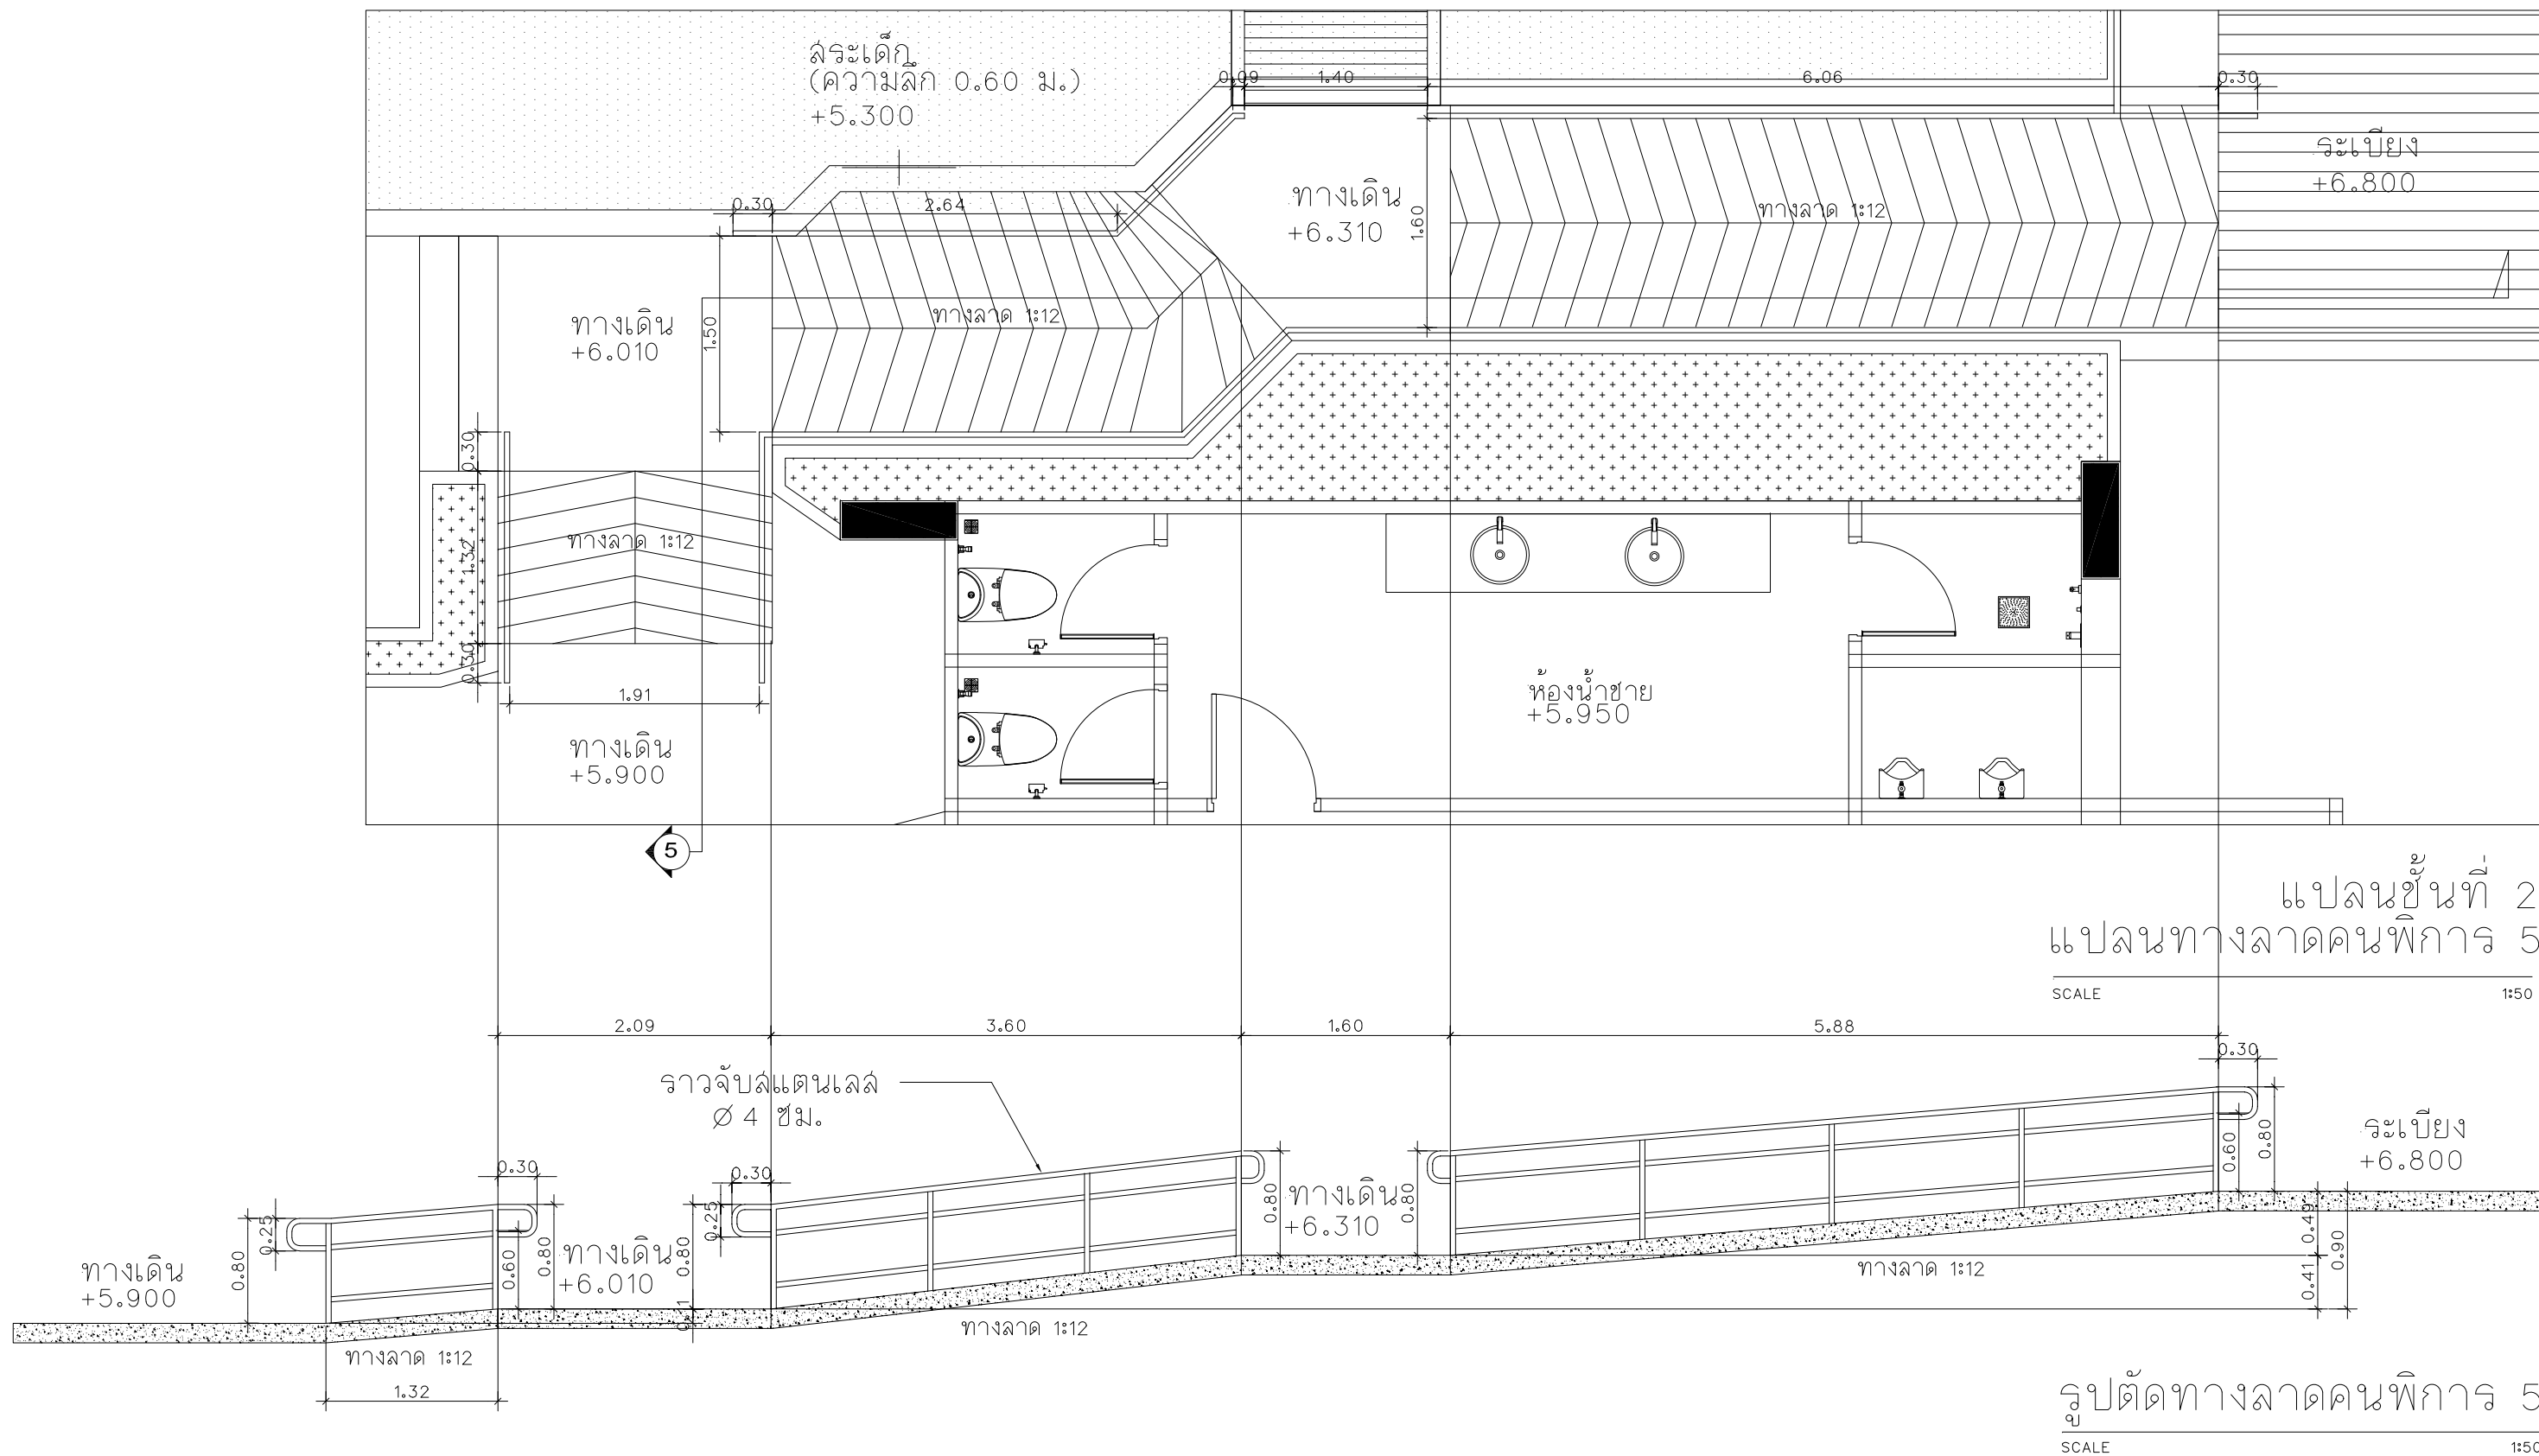 สระเด็ก
(ความลึก 0.60 ม.)
+5.300
0.09
1.40
6.06
0.30
ระเบียง
+6.800
0.30
2.64
ทางเดิน
+6.310
1.60
ทางลาด 1:12
ทางเดิน
+6.010
1.50
ทางลาด 1:12
0.30
1.32
0.30
ทางลาด 1:12
1.91
ห้องน้ำชาย
+5.950
ทางเดิน
+5.900
5
แปลนชั้นที่ 2
แปลนทางลาดคนพิการ 5
SCALE 1:50
2.09
3.60
1.60
5.88
0.30
ราวจับสแตนเลส
Ø 4 ซม.
ระเบียง
+6.800
0.60
0.80
0.30
0.30
0.25
0.25
0.80
0.80
ทางเดิน
+6.310
ทางเดิน
+5.900
0.80
0.60
0.80
ทางเดิน
+6.010
0.80
0.1
0.49
0.41
0.90
ทางลาด 1:12
ทางลาด 1:12
ทางลาด 1:12
1.32
รูปตัดทางลาดคนพิการ 5
SCALE 1:50